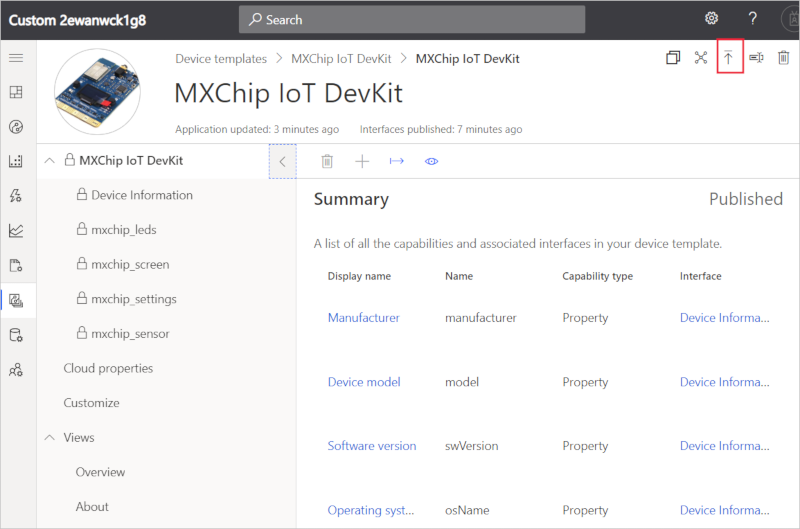 Custom 2ewanwck1g8
Search
?
Device templates > MXChip IoT DevKit > MXChip IoT DevKit
MXChip IoT DevKit
Application updated: 3 minutes ago Interfaces published: 7 minutes ago
MXChip IoT DevKit
Device Information
mxchip_leds
mxchip_screen
mxchip_settings
mxchip_sensor
Cloud properties
Customize
Views
Overview
About
Summary
Published
A list of all the capabilities and associated interfaces in your device template.
Display name Name Capability type Interface
Manufacturer manufacturer Property Device Informa...
Device model model Property Device Informa...
Software version swVersion Property Device Informa...
Operating syst... osName Property Device Informa...